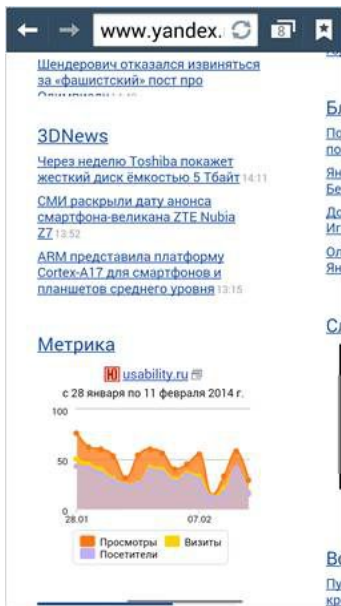 www.yandex.
8
Шендерович отказался извиняться
за «фашистский» пост про
3DNews
Через неделю Toshiba покажет
жесткий диск ёмкостью 5 Тбайт 14:11
СМИ раскрыли дату анонса
смартфона-великана ZTE Nubia
Z7 13:52
ARM представила платформу
Cortex-A17 для смартфонов и
планшетов среднего уровня 13:15
Метрика
Ю usability.ru
с 28 января по 11 февраля 2014 г.
100
50
0
28.01 07.02
Просмотры Визиты
Посетители